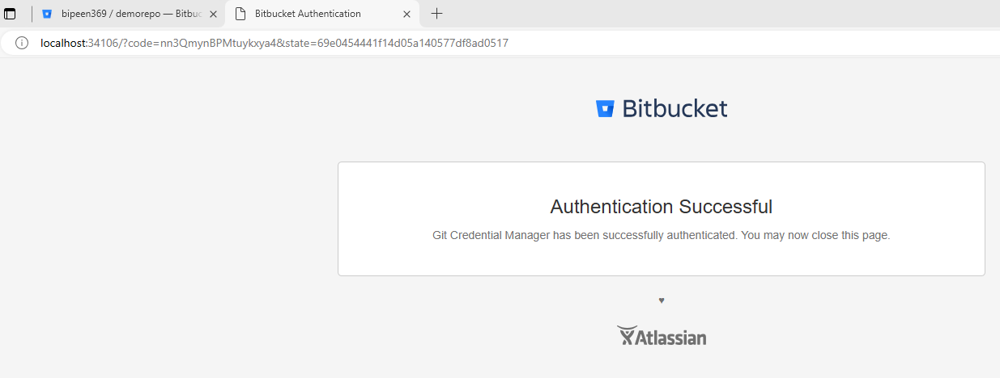 bipeen369 / demorepo — Bitbuc
Bitbucket Authentication
localhost:34106/?code=nn3QmynBPMtuykxya4&state=69e0454441f14d05a140577df8ad0517
Bitbucket
Authentication Successful
Git Credential Manager has been successfully authenticated. You may now close this page.
♥
Atlassian